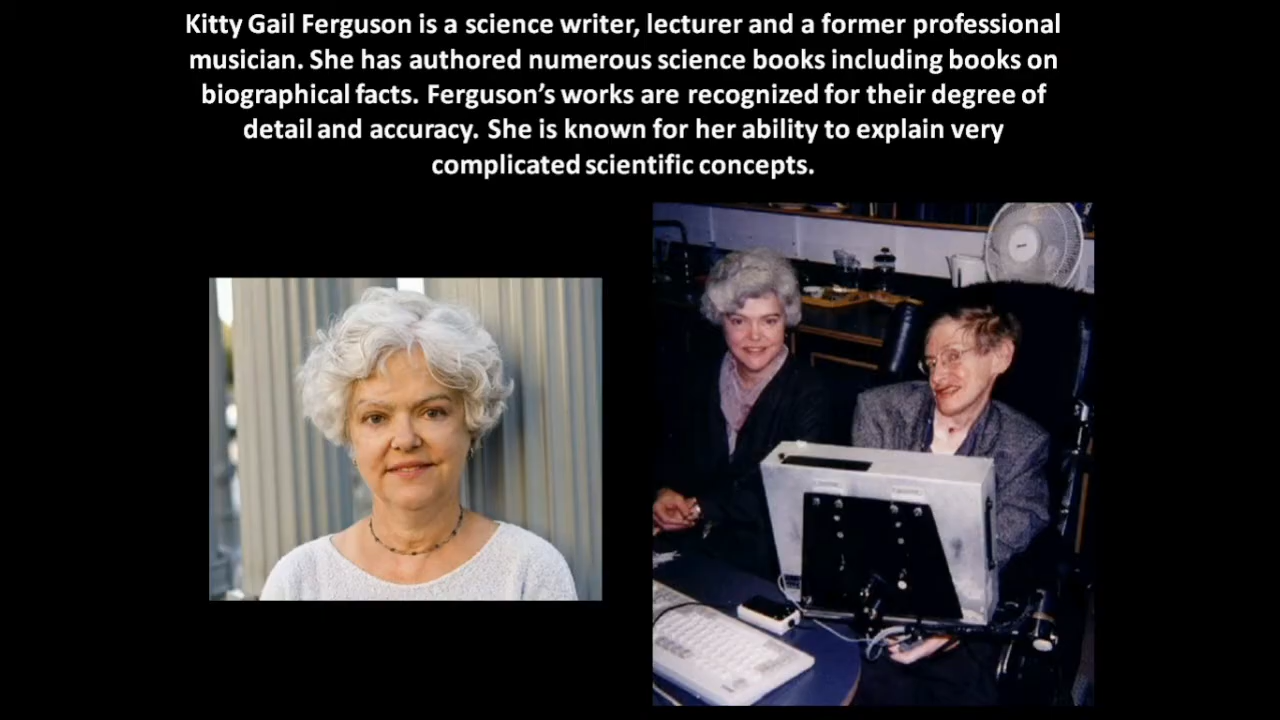 Kitty Gail Ferguson is a science writer, lecturer and a former professional
musician. She has authored numerous science books including books on
biographical facts. Ferguson’s works are recognized for their degree of
detail and accuracy. She is known for her ability to explain very
complicated scientific concepts.